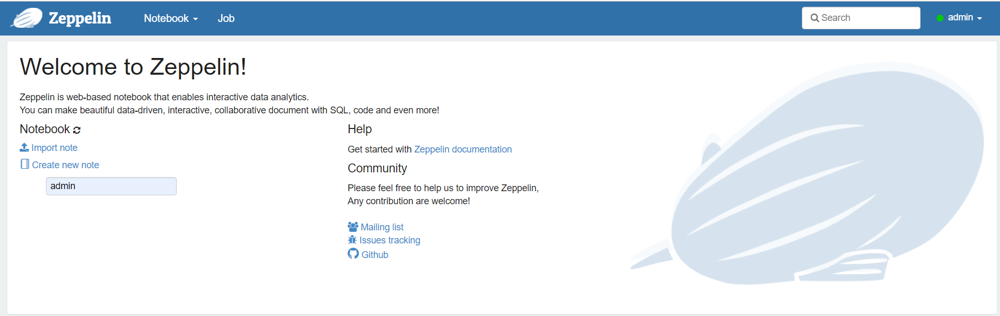 Zeppelin Notebook Job Search admin
Welcome to Zeppelin!
Zeppelin is web-based notebook that enables interactive data analytics.
You can make beautiful data-driven, interactive, collaborative document with SQL, code and even more!
Notebook
Import note
Create new note
admin
Help
Get started with Zeppelin documentation
Community
Please feel free to help us to improve Zeppelin,
Any contribution are welcome!
Mailing list
Issues tracking
Github